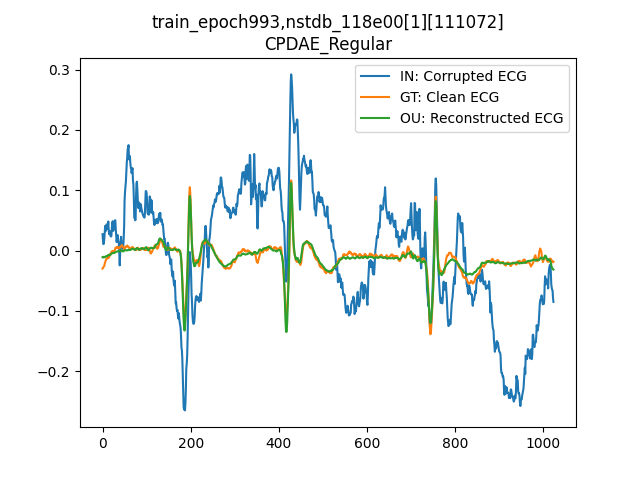 train_epoch993,nstdb_118e00[1][111072]
CPDAE_Regular
IN: Corrupted ECG
GT: Clean ECG
OU: Reconstructed ECG
0.3
0.2
0.1
0.0
−0.1
−0.2
0 200 400 600 800 1000